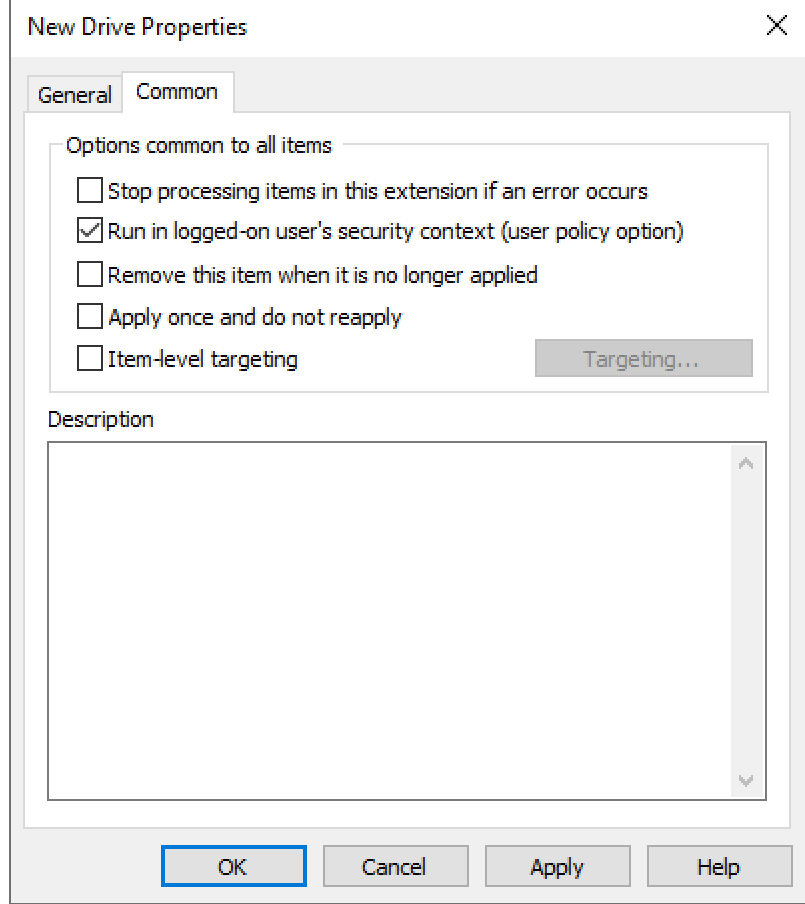 New Drive Properties
General
Common
Options common to all items
Stop processing items in this extension if an error occurs
Run in logged-on user's security context (user policy option)
Remove this item when it is no longer applied
Apply once and do not reapply
Item-level targeting
Targeting...
Description
OK
Cancel
Apply
Help